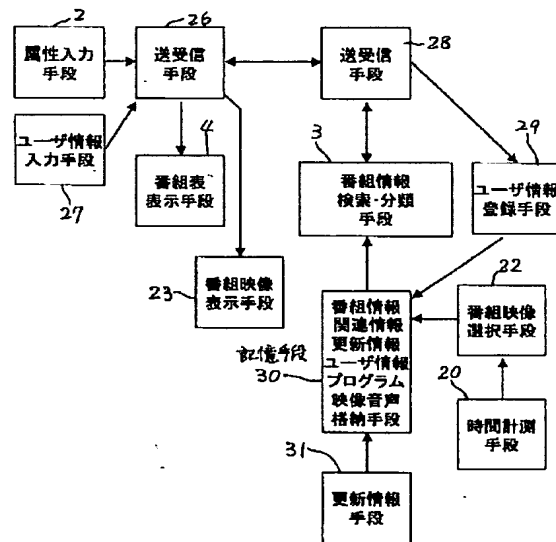 2
属性入力
手段
26
送受信
手段
送受信
手段
28
ユーザ情報
入力手段
27
4
番組表
表示手段
3
番組情報
検索・分類
手段
29
ユーザ情報
登録手段
23
番組映像
表示手段
記憶手段
30
番組情報
関連情報
更新情報
ユーザ情報
プログラム
映像音声
格納手段
22
番組映像
選択手段
20
時間計測
手段
31
更新情報
手段